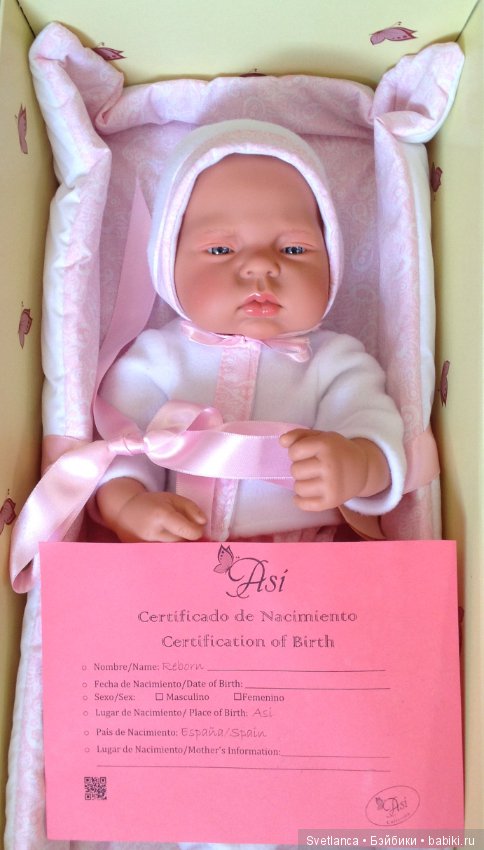 Así
Certificado de Nacimiento
Certification of Birth
Nombre/Name: Reborn
Fecha de Nacimiento/Date of Birth:
Sexo/Sex: Masculino Femenino
Lugar de Nacimiento/ Place of Birth: Asi
País de Nacimiento: España/Spain
Lugar de Nacimiento/Mother's Information:
Así
Svetlanca • Бэйбики • babiki.ru